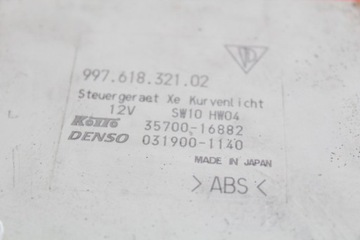 997.618.321.02
Steuergeraet Xe Kurvenlicht
12V SW10 HW04
KOITO 35700-16882
DENSO 031900-1140
MADE IN JAPAN
>ABS<